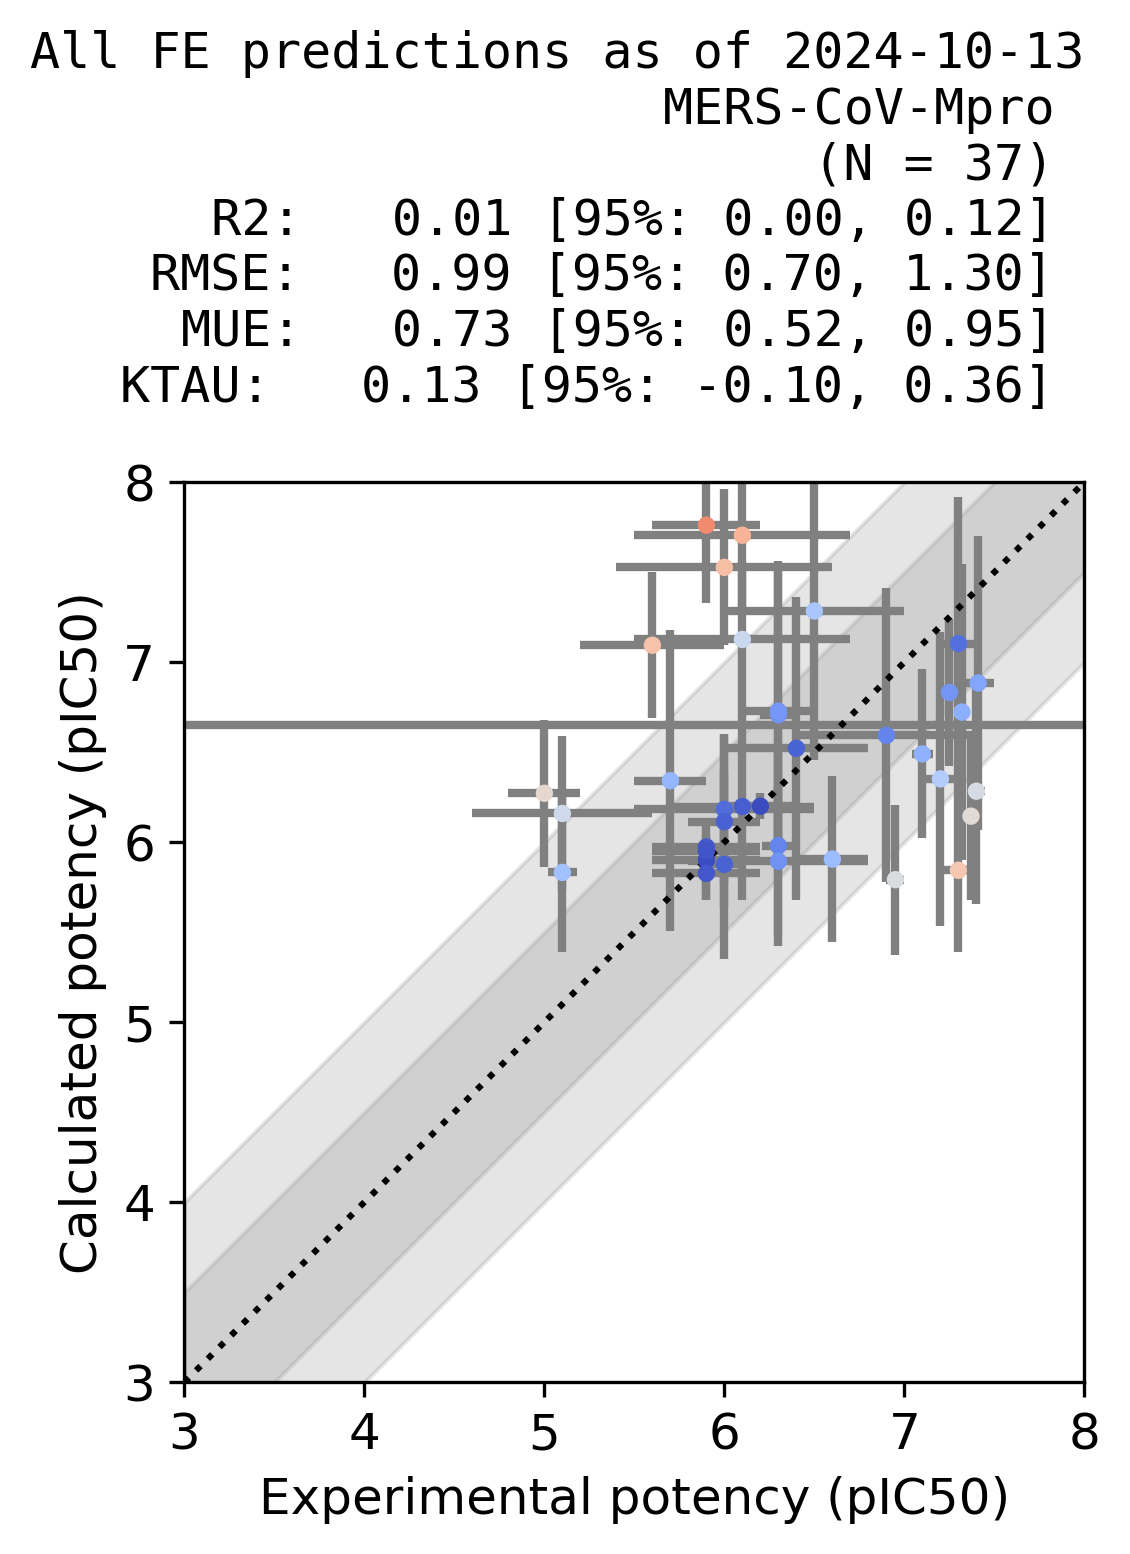 All FE predictions as of 2024-10-13
MERS-CoV-Mpro
(N = 37)
R2: 0.01 [95%: 0.00, 0.12]
RMSE: 0.99 [95%: 0.70, 1.30]
MUE: 0.73 [95%: 0.52, 0.95]
KTAU: 0.13 [95%: -0.10, 0.36]
8
7
6
5
4
3
Calculated potency (pIC50)
3 4 5 6 7 8
Experimental potency (pIC50)